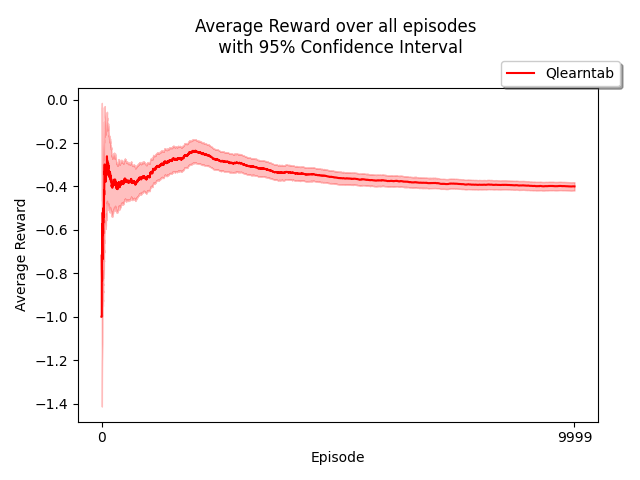 Average Reward over all episodes
with 95% Confidence Interval
Qlearntab
0.0
−0.2
−0.4
−0.6
−0.8
−1.0
−1.2
−1.4
Average Reward
0
9999
Episode